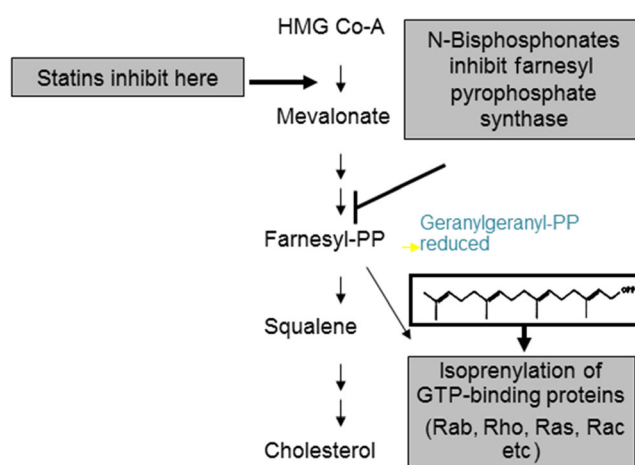 HMG Co-A
N-Bisphosphonates
inhibit farnesyl
pyrophosphate
synthase
Statins inhibit here
Mevalonate
Farnesyl-PP
Geranylgeranyl-PP
reduced
OPP
Squalene
Isoprenylation of
GTP-binding proteins
(Rab, Rho, Ras, Rac
etc)
Cholesterol